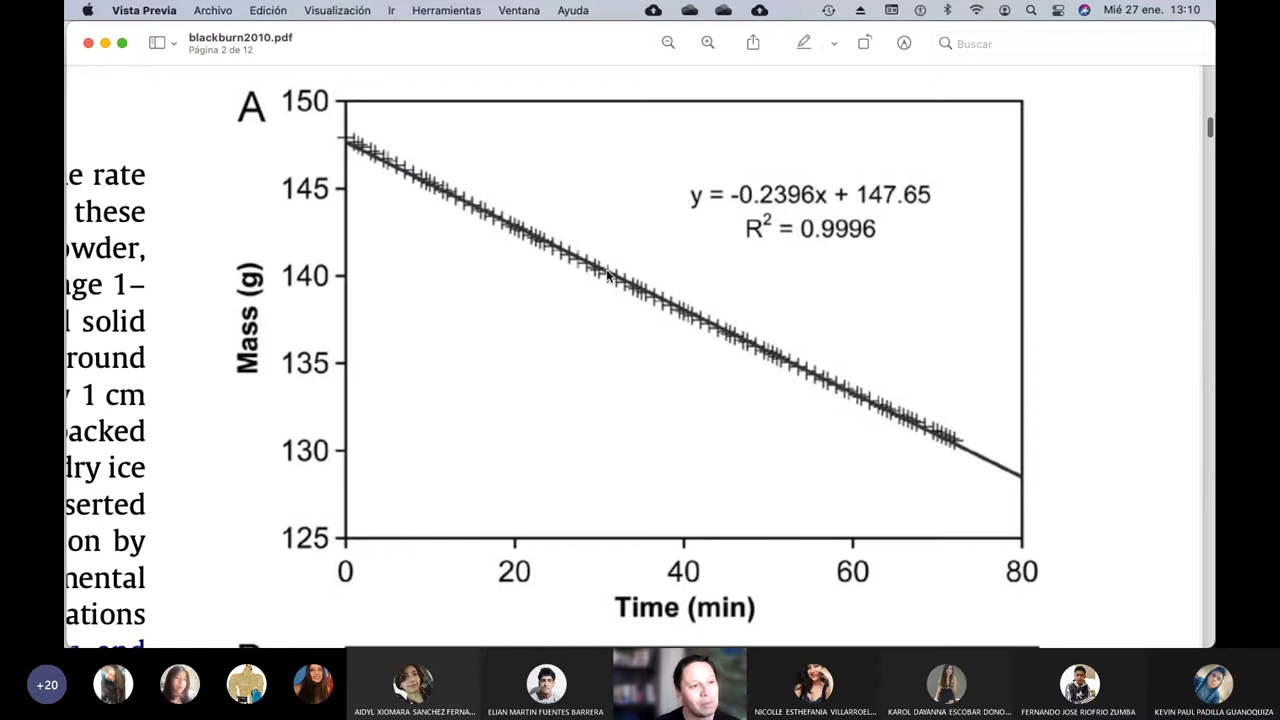 Vista Previa Archivo Edición Visualización Ir Herramientas Ventana Ayuda Mié 27 ene. 13:10
blackburn2010.pdf
Página 2 de 12
Buscar
e rate
these
owder,
age 1–
l solid
round
1 cm
packed
dry ice
serted
on by
mental
ations
A
150
145
140
135
130
125
y = -0.2396x + 147.65
R² = 0.9996
Mass (g)
0 20 40 60 80
Time (min)
+20
AIDYL XIOMARA SANCHEZ FERNA...
ELIAN MARTIN FUENTES BARRERA
NICOLLE ESTHEFANIA VILLARROEL...
KAROL DAYANNA ESCOBAR DONO...
FERNANDO JOSE RIOFRIO ZUMBA
KEVIN PAUL PADILLA GUANOQUIZA